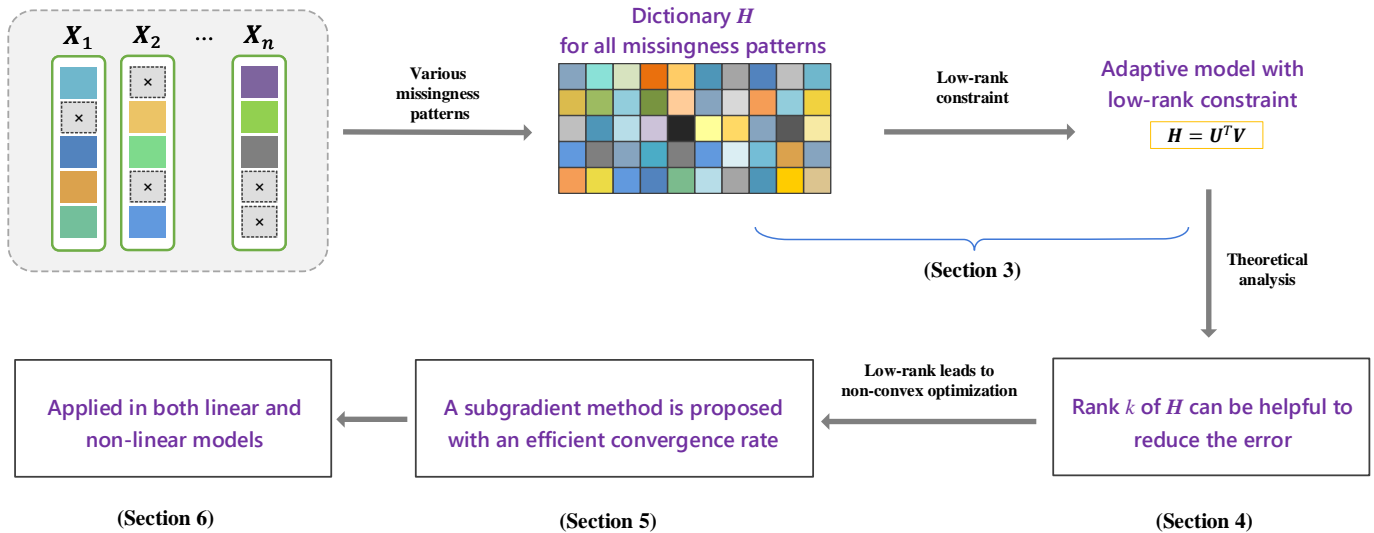 X₁ X₂ ... Xₙ
×
×
×
×
×
Various
missingness
patterns
Dictionary H
for all missingness patterns
Low-rank
constraint
Adaptive model with
low-rank constraint
H = UᵀV
(Section 3)
Theoretical
analysis
Rank k of H can be helpful to
reduce the error
(Section 4)
Low-rank leads to
non-convex optimization
A subgradient method is proposed
with an efficient convergence rate
(Section 5)
Applied in both linear and
non-linear models
(Section 6)